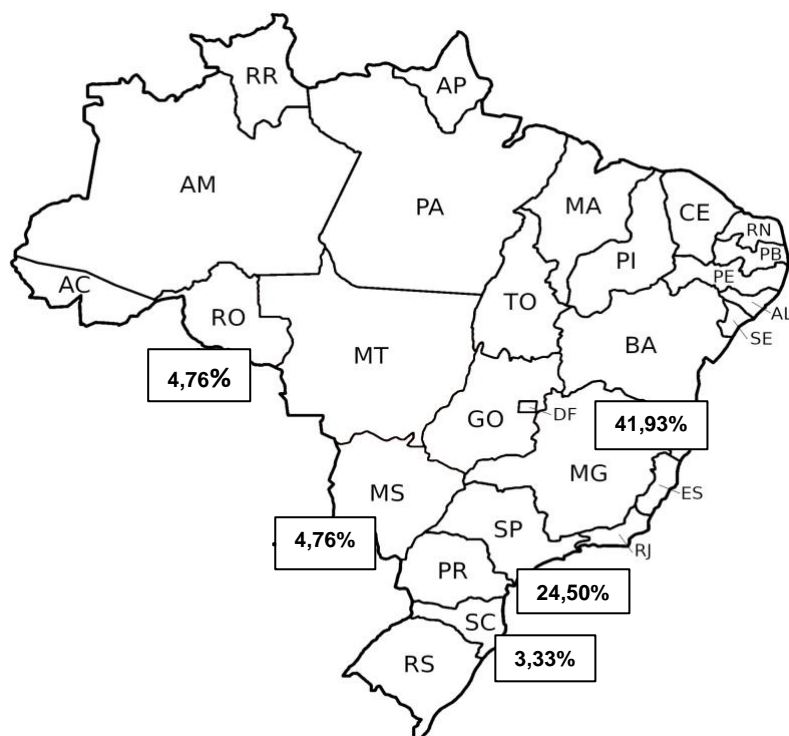 RR
AP
AM
PA
MA
CE
RN
PB
PI
PE
AC
TO
AL
RO
SE
BA
MT
4,76%
GO
DF
41,93%
MG
MS
ES
SP
4,76%
RJ
PR
24,50%
SC
3,33%
RS